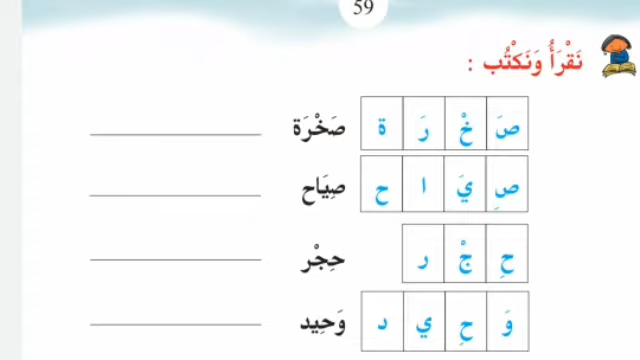 59
نَقْرَأُ وَنَكْتُب :
صَ خْ رَ ة صَخْرَة
صِ يَ ا ح صِيَاح
حِ جْ ر حِجْر
وَ حِ ي د وَحِيد